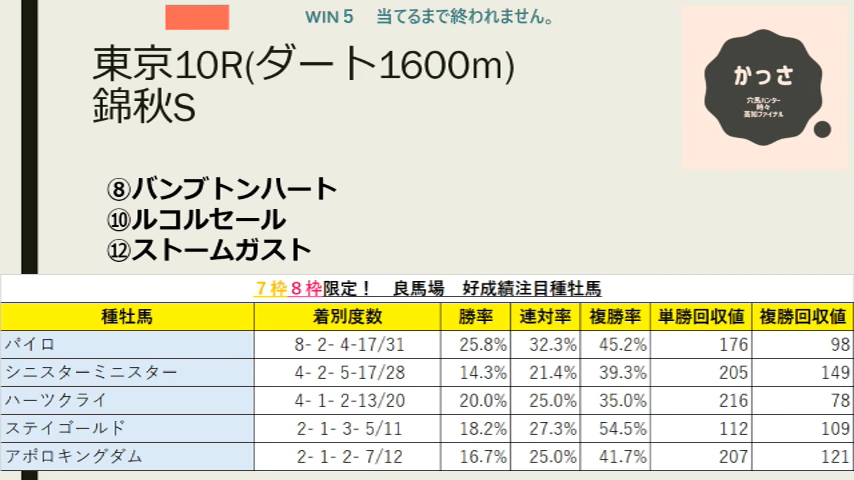 WIN５　当てるまで終われません。
東京10R(ダート1600m)
錦秋S
かっさ
穴馬ハンター
時々
高知ファイナル
⑧バンブトンハート
⑩ルコルセール
⑫ストームガスト
７枠８枠限定！　良馬場　好成績注目種牡馬
種牡馬 着別度数 勝率 連対率 複勝率 単勝回収値 複勝回収値
パイロ 8- 2- 4-17/31 25.8% 32.3% 45.2% 176 98
シニスターミニスター 4- 2- 5-17/28 14.3% 21.4% 39.3% 205 149
ハーツクライ 4- 1- 2-13/20 20.0% 25.0% 35.0% 216 78
ステイゴールド 2- 1- 3- 5/11 18.2% 27.3% 54.5% 112 109
アポロキングダム 2- 1- 2- 7/12 16.7% 25.0% 41.7% 207 121